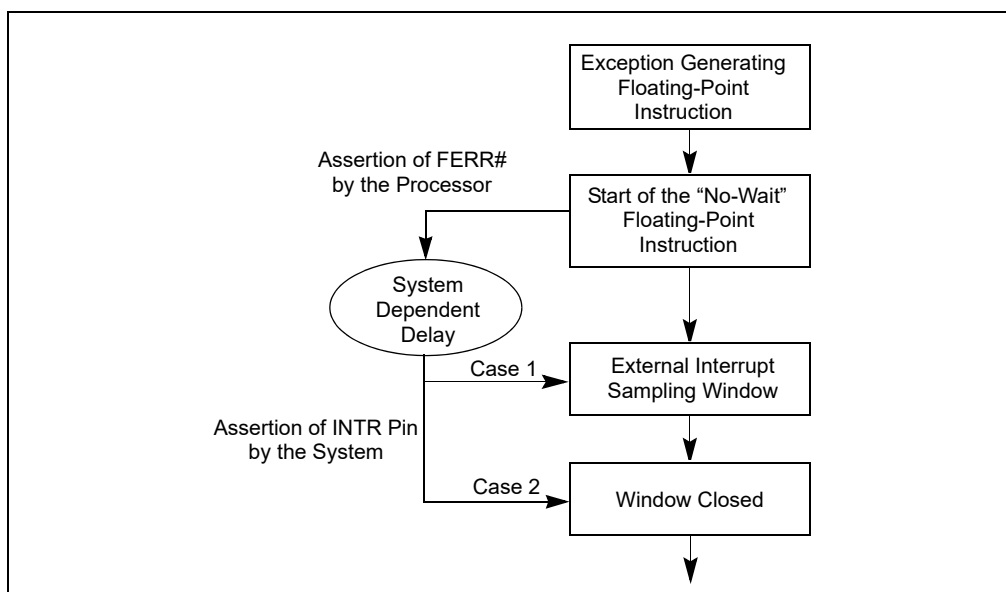 Exception Generating
Floating-Point
Instruction
Assertion of FERR#
by the Processor
Start of the “No-Wait”
Floating-Point
Instruction
System
Dependent
Delay
Case 1
External Interrupt
Sampling Window
Assertion of INTR Pin
by the System
Case 2
Window Closed